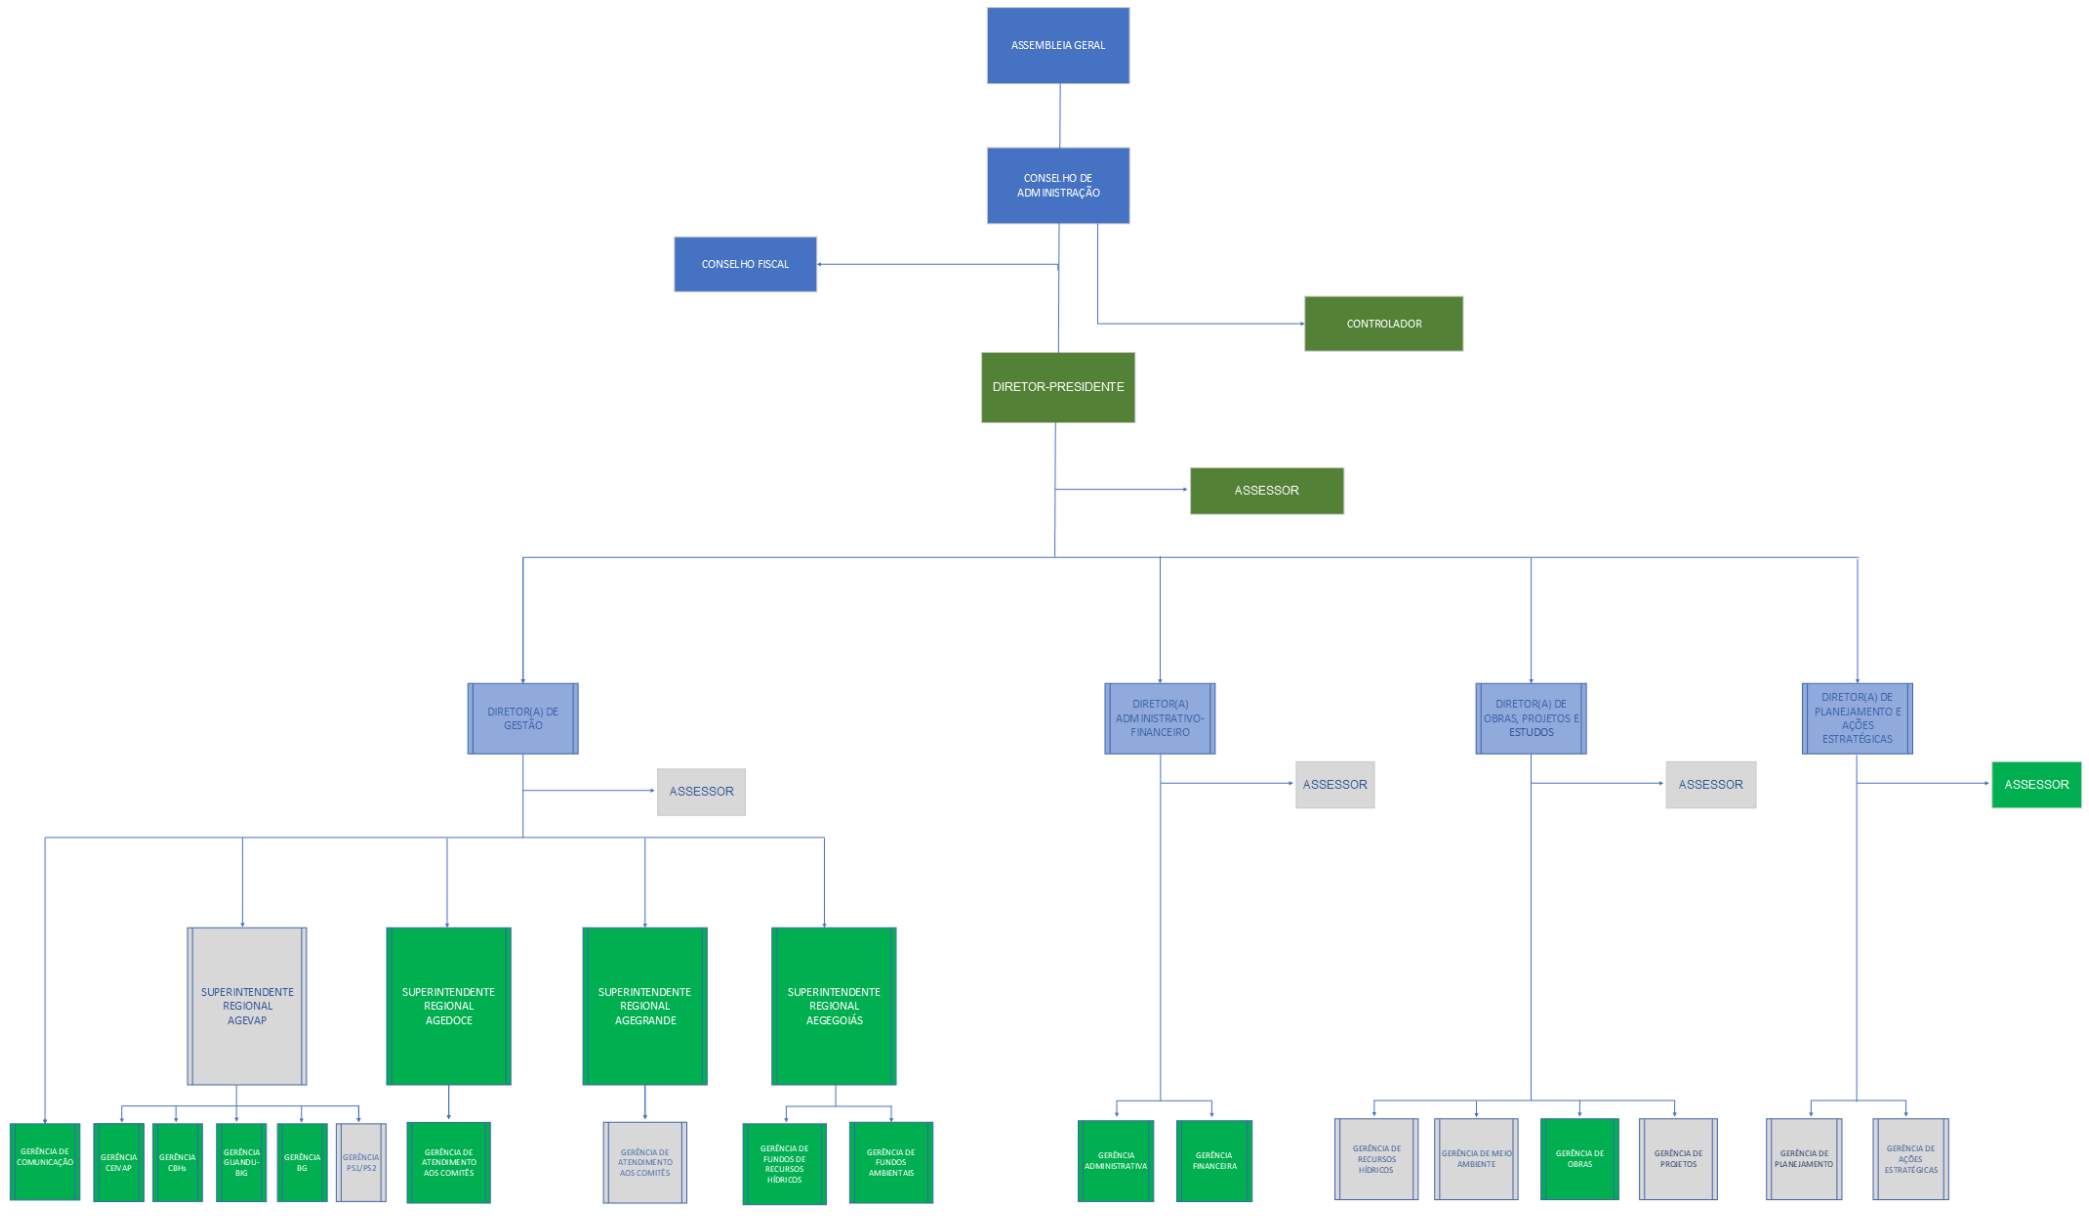 ASSEMBLEIA GERAL
CONSELHO DE
ADMINISTRAÇÃO
CONSELHO FISCAL
CONTROLADOR
DIRETOR-PRESIDENTE
ASSESSOR
DIRETOR(A) DE
GESTÃO
DIRETOR(A)
ADMINISTRATIVO-
FINANCEIRO
DIRETOR(A) DE
OBRAS, PROJETOS E
ESTUDOS
DIRETOR(A) DE
PLANEJAMENTO E
AÇÕES
ESTRATÉGICAS
ASSESSOR
ASSESSOR
ASSESSOR
ASSESSOR
SUPERINTENDENTE
REGIONAL
AGEVAP
SUPERINTENDENTE
REGIONAL
AGEDOCE
SUPERINTENDENTE
REGIONAL
AGEGRANDE
SUPERINTENDENTE
REGIONAL
AEGEGOIÁS
GERÊNCIA DE
COMUNICAÇÃO
GERÊNCIA
CEIVAP
GERÊNCIA
CBHs
GERÊNCIA
GUANDU-
BIG
GERÊNCIA
BG
GERÊNCIA
PS1/PS2
GERÊNCIA DE
ATENDIMENTO
AOS COMITÊS
GERÊNCIA DE
ATENDIMENTO
AOS COMITÊS
GERÊNCIA DE
FUNDOS DE
RECURSOS
HÍDRICOS
GERÊNCIA DE
FUNDOS
AMBIENTAIS
GERÊNCIA
ADMINISTRATIVA
GERÊNCIA
FINANCEIRA
GERÊNCIA DE
RECURSOS
HÍDRICOS
GERÊNCIA DE MEIO
AMBIENTE
GERÊNCIA DE
OBRAS
GERÊNCIA DE
PROJETOS
GERÊNCIA DE
PLANEJAMENTO
GERÊNCIA DE
AÇÕES
ESTRATÉGICAS